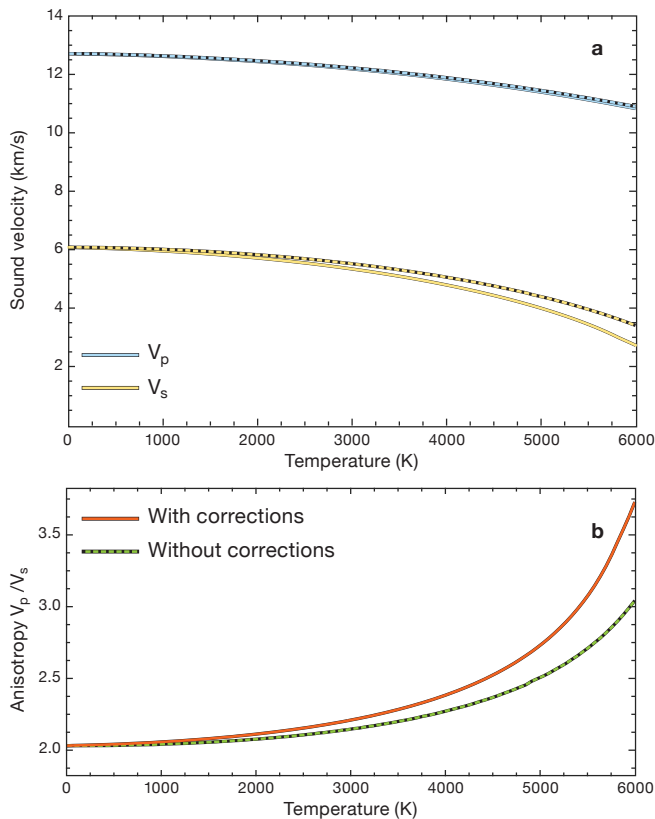 14
a
12
10
Sound velocity (km/s)
8
6
4
V_p
2
V_s
0 1000 2000 3000 4000 5000 6000
Temperature (K)
With corrections
b
3.5
Without corrections
3.0
Anisotropy V_p /V_s
2.5
2.0
0 1000 2000 3000 4000 5000 6000
Temperature (K)